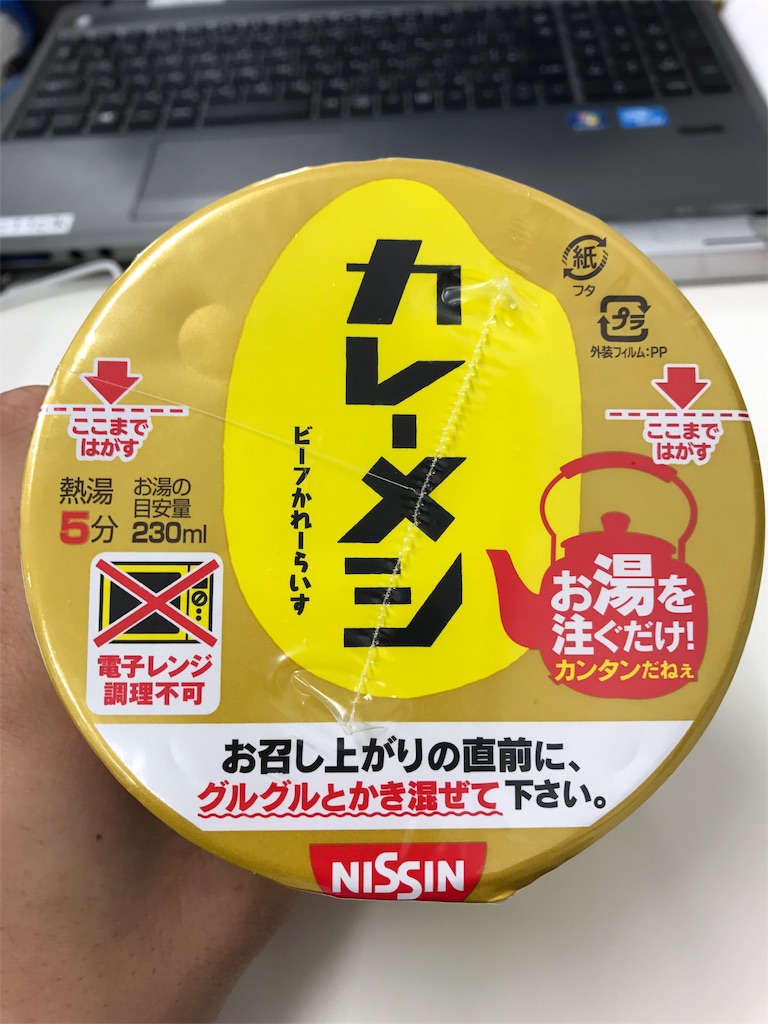 カレーメシ
ビーフかれーらいす
紙
フタ
プラ
外装フィルム:PP
ここまで
はがす
ここまで
はがす
熱湯
5分
お湯の
目安量
230ml
電子レンジ
調理不可
お湯を
注ぐだけ!
カンタンだねぇ
お召し上がりの直前に、
グルグルとかき混ぜて下さい。
NISSIN